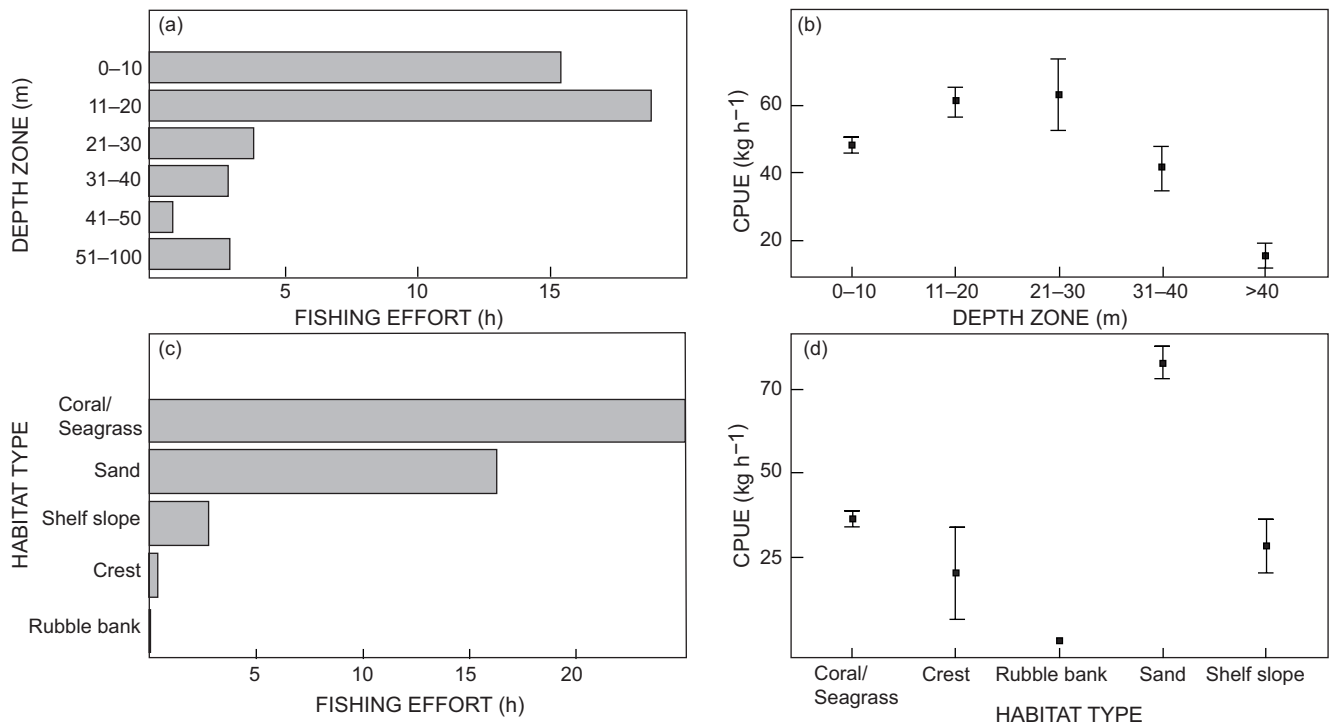 (a)
DEPTH ZONE (m)
0–10
11–20
21–30
31–40
41–50
51–100
5
10
15
FISHING EFFORT (h)
(b)
CPUE (kg h–1)
60
40
20
0–10
11–20
21–30
31–40
>40
DEPTH ZONE (m)
(c)
HABITAT TYPE
Coral/
Seagrass
Sand
Shelf slope
Crest
Rubble bank
5
10
15
20
FISHING EFFORT (h)
(d)
CPUE (kg h–1)
70
50
25
Coral/
Seagrass
Crest
Rubble bank
Sand
Shelf slope
HABITAT TYPE